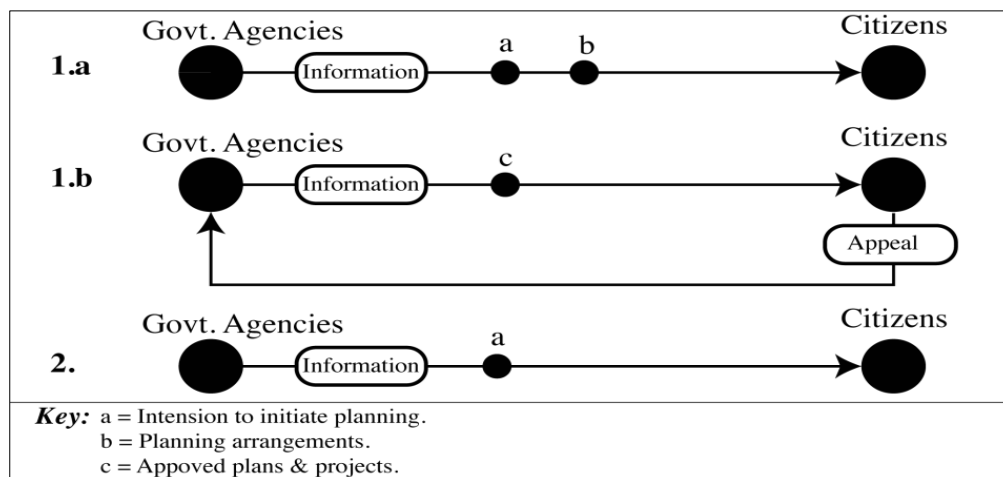 Govt. Agencies Citizens
a b
1.a Information
Govt. Agencies Citizens
c
1.b Information
Appeal
Govt. Agencies Citizens
a
2. Information
Key: a = Intension to initiate planning.
b = Planning arrangements.
c = Appoved plans & projects.